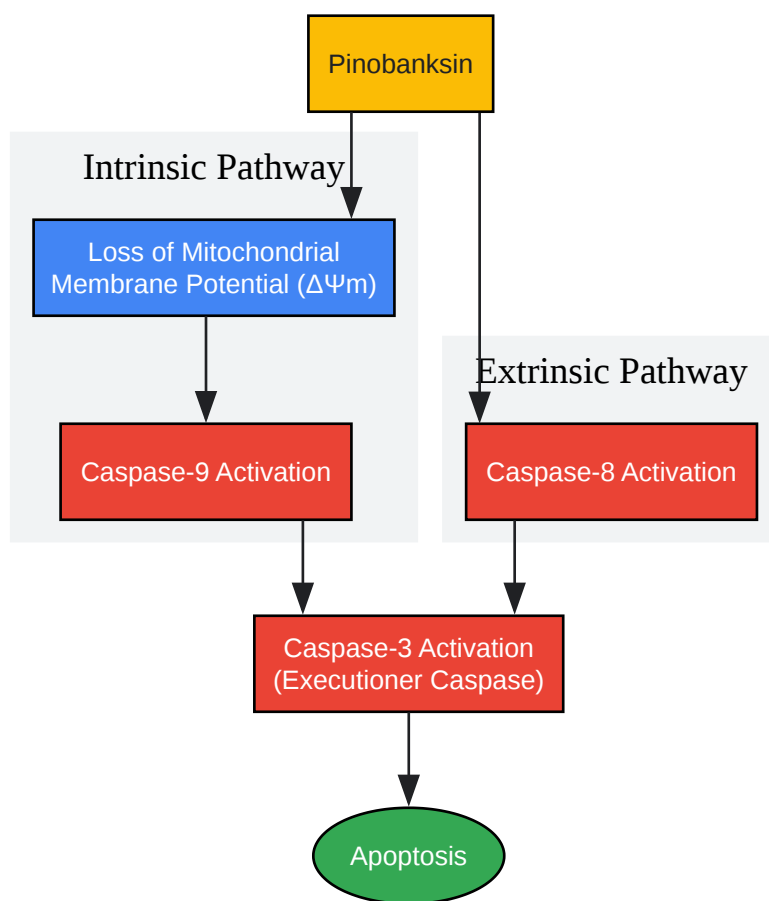 Pinobanksin
Intrinsic Pathway
Loss of Mitochondrial
Membrane Potential (ΔΨm)
Extrinsic Pathway
Caspase-9 Activation
Caspase-8 Activation
Caspase-3 Activation
(Executioner Caspase)
Apoptosis